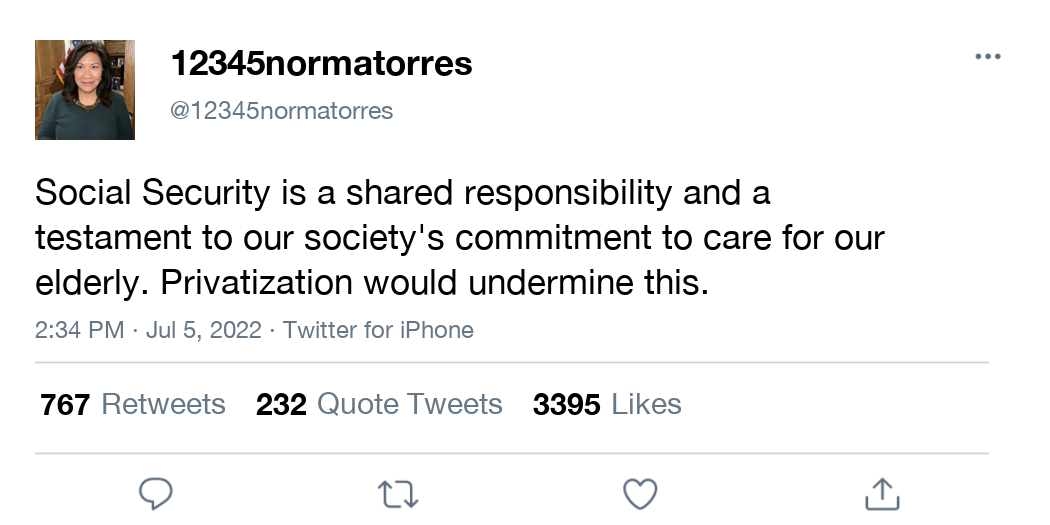 12345normatorres
@12345normatorres
Social Security is a shared responsibility and a
testament to our society's commitment to care for our
elderly. Privatization would undermine this.
2:34 PM · Jul 5, 2022 · Twitter for iPhone
767 Retweets 232 Quote Tweets 3395 Likes